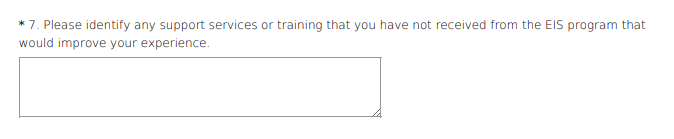 * 7. Please identify any support services or training that you have not received from the EIS program that
would improve your experience.